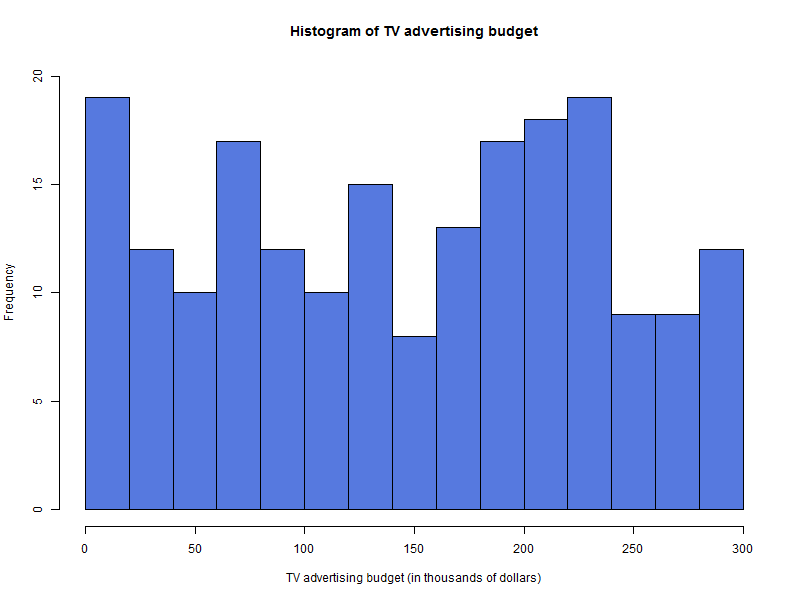 Histogram of TV advertising budget
Frequency
20
15
10
5
0
0 50 100 150 200 250 300
TV advertising budget (in thousands of dollars)